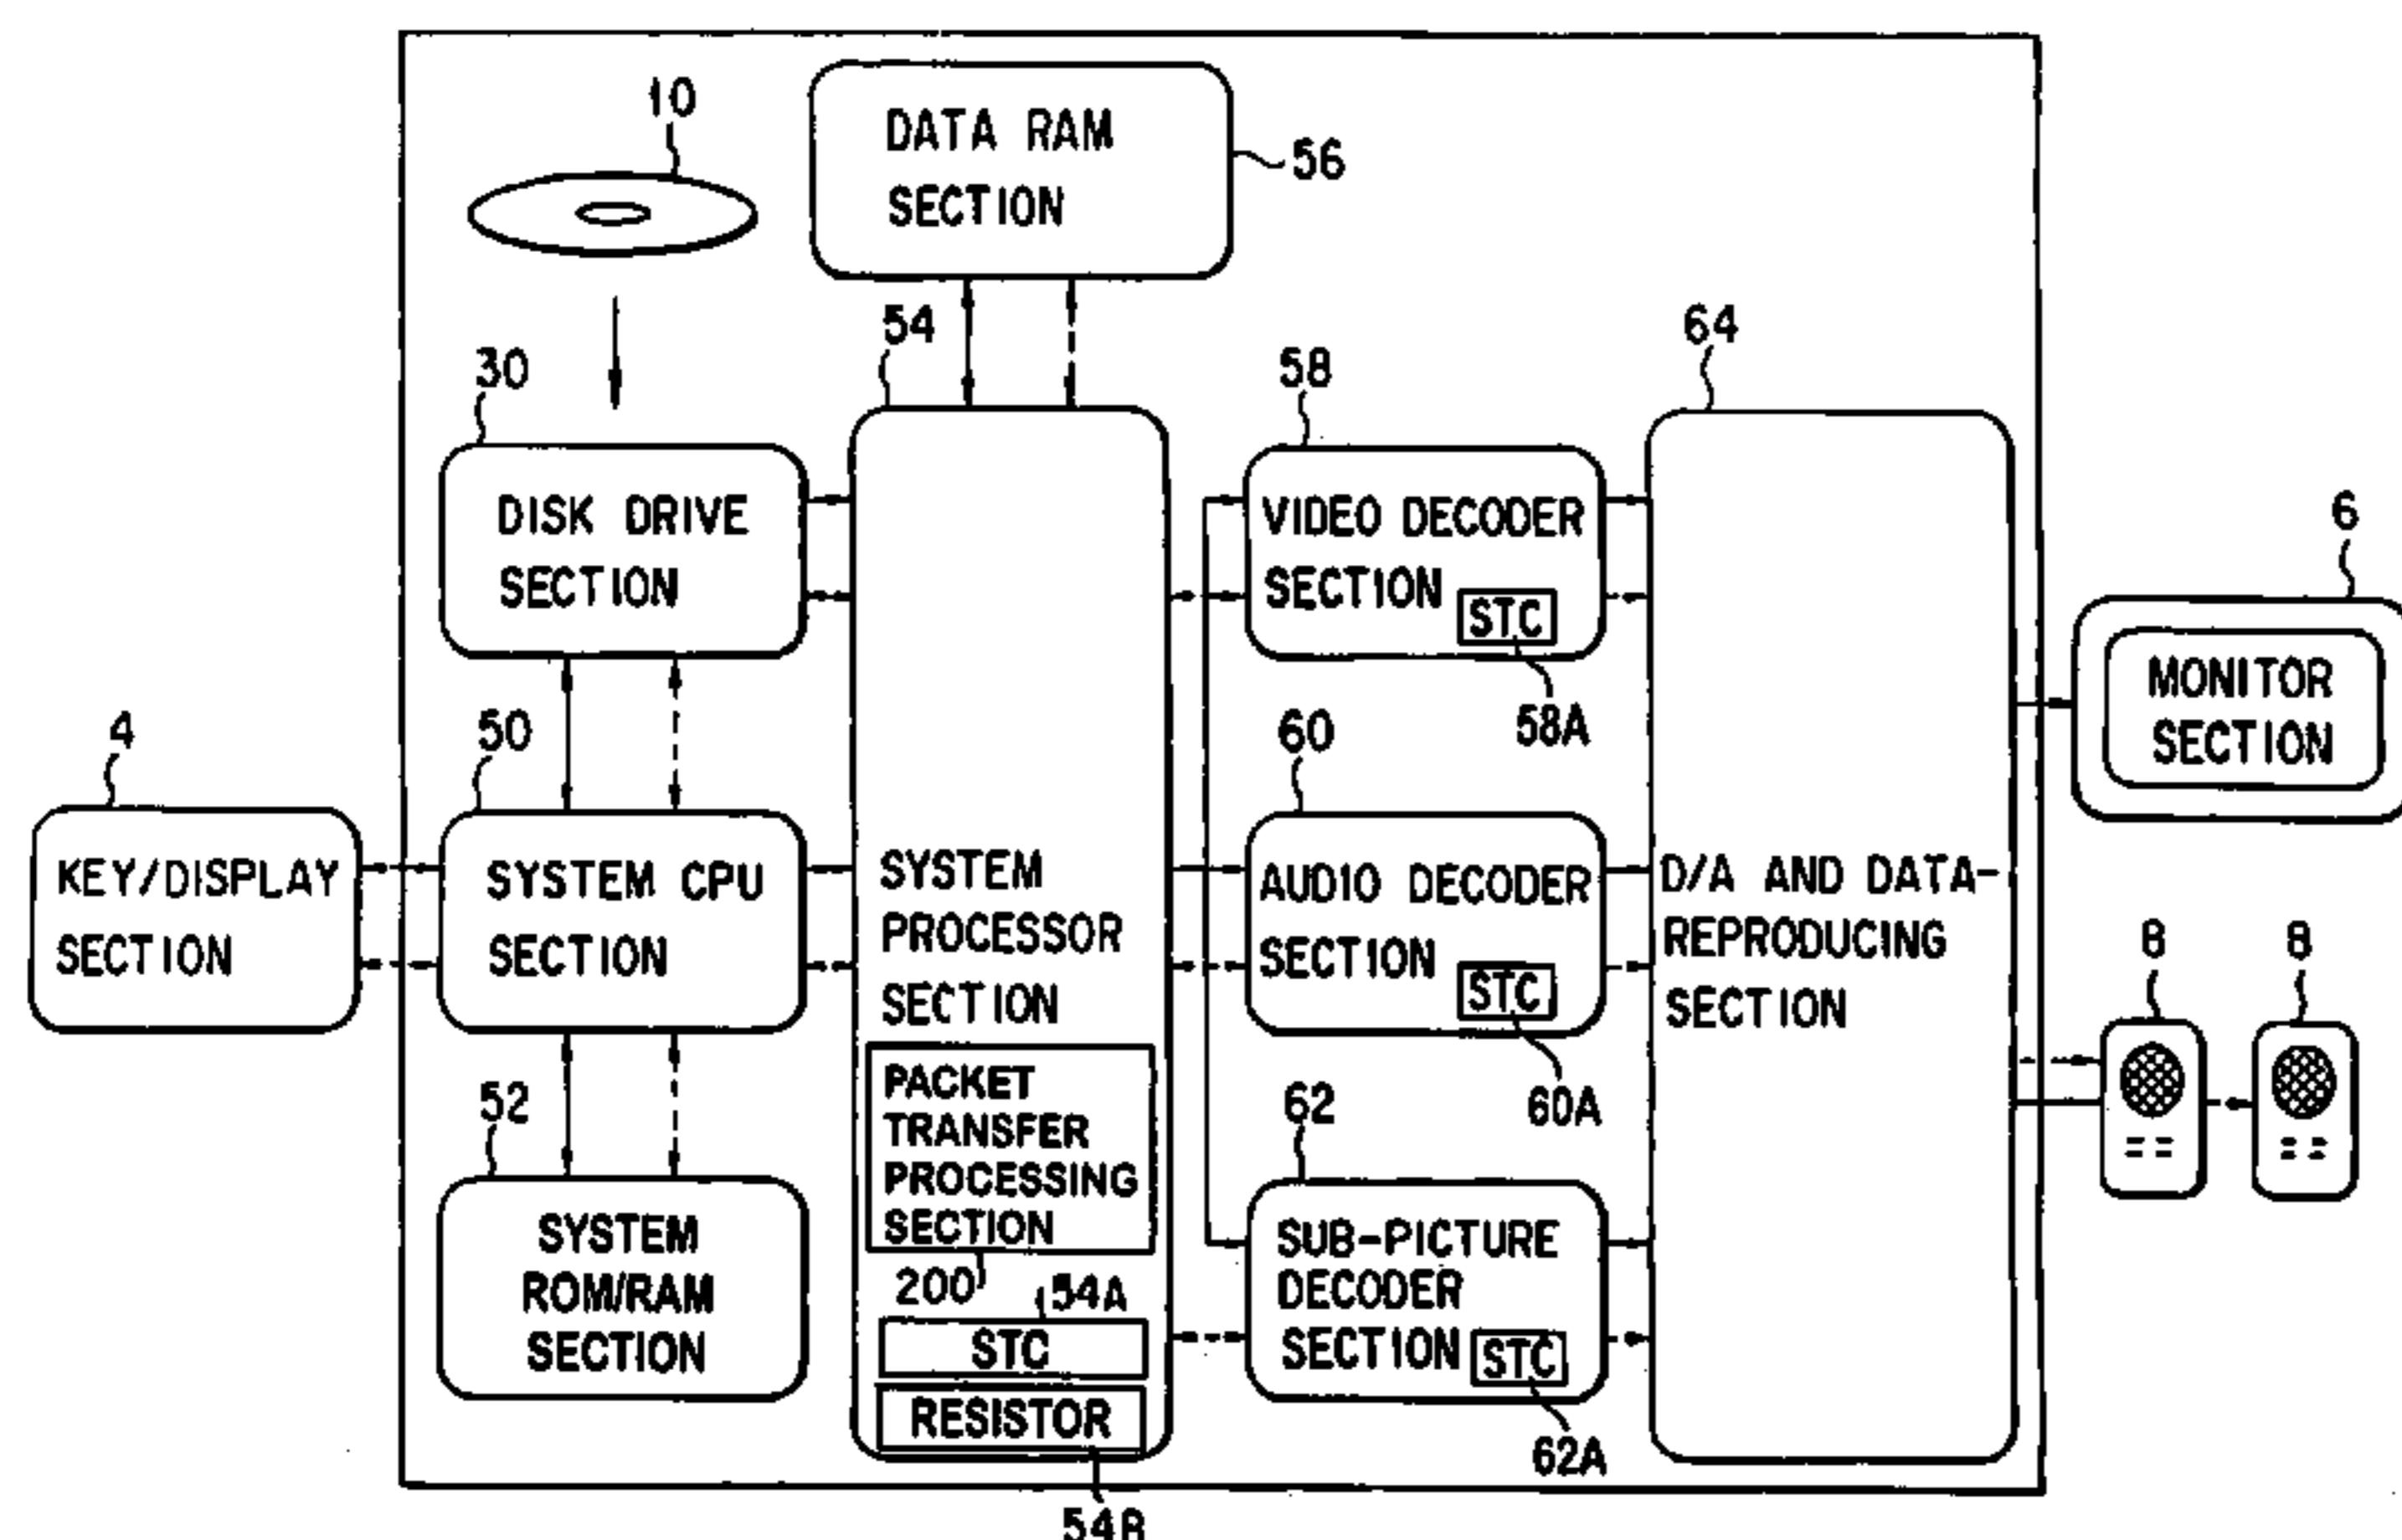 10
DATA RAM
SECTION
56
54
64
30
58
DISK DRIVE
SECTION
VIDEO DECODER
SECTION
STC
58A
6
MONITOR
SECTION
4
50
60
KEY/DISPLAY
SECTION
SYSTEM CPU
SECTION
SYSTEM
PROCESSOR
SECTION
AUDIO DECODER
SECTION
STC
60A
D/A AND DATA-
REPRODUCING
SECTION
8
8
52
PACKET
TRANSFER
PROCESSING
SECTION
200
62
SYSTEM
ROM/RAM
SECTION
54A
STC
RESISTOR
54B
SUB-PICTURE
DECODER
SECTION
STC
62A